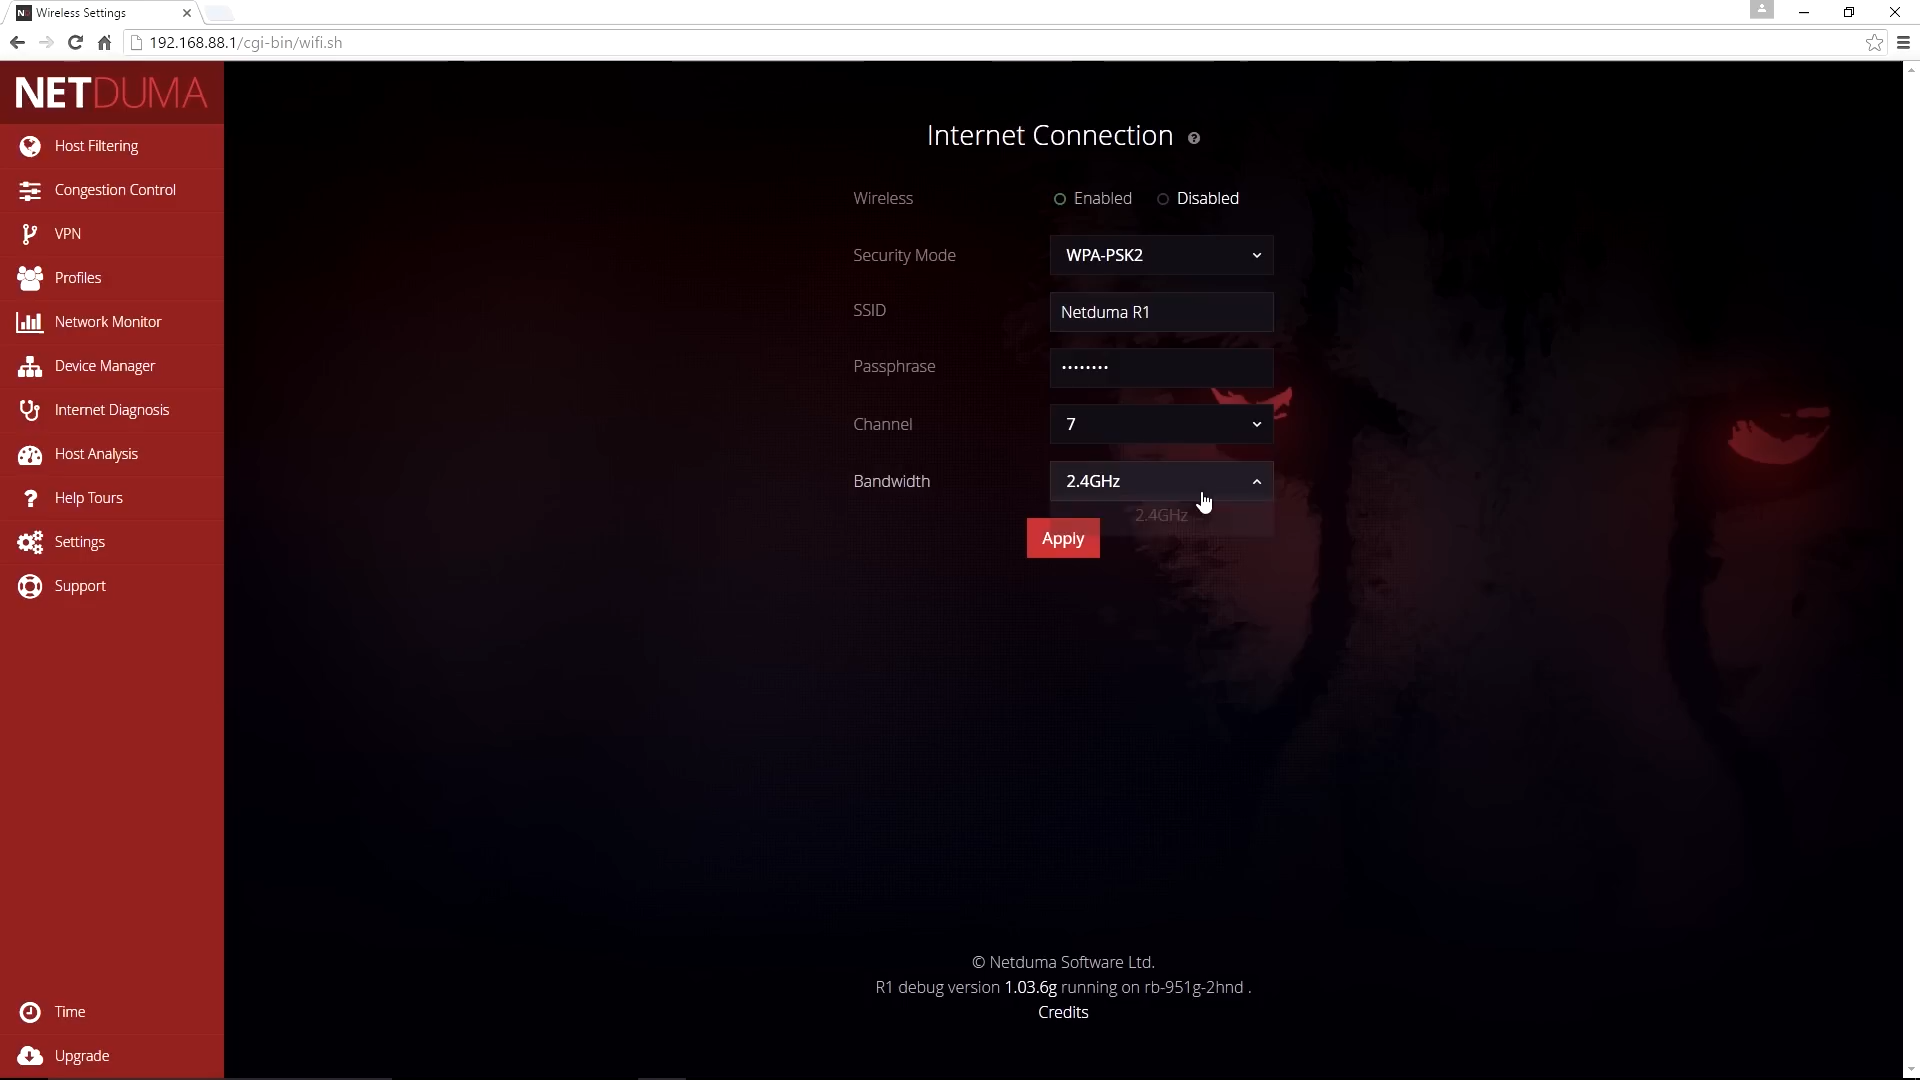 Wireless Settings
192.168.88.1/cgi-bin/wifi.sh
NETDUMA
Host Filtering
Congestion Control
VPN
Profiles
Network Monitor
Device Manager
Internet Diagnosis
Host Analysis
Help Tours
Settings
Support
Time
Upgrade
Internet Connection ?
Wireless Enabled Disabled
Security Mode WPA-PSK2
SSID Netduma R1
Passphrase ••••••••
Channel 7
Bandwidth 2.4GHz
2.4GHz
Apply
© Netduma Software Ltd.
R1 debug version 1.03.6g running on rb-951g-2hnd .
Credits